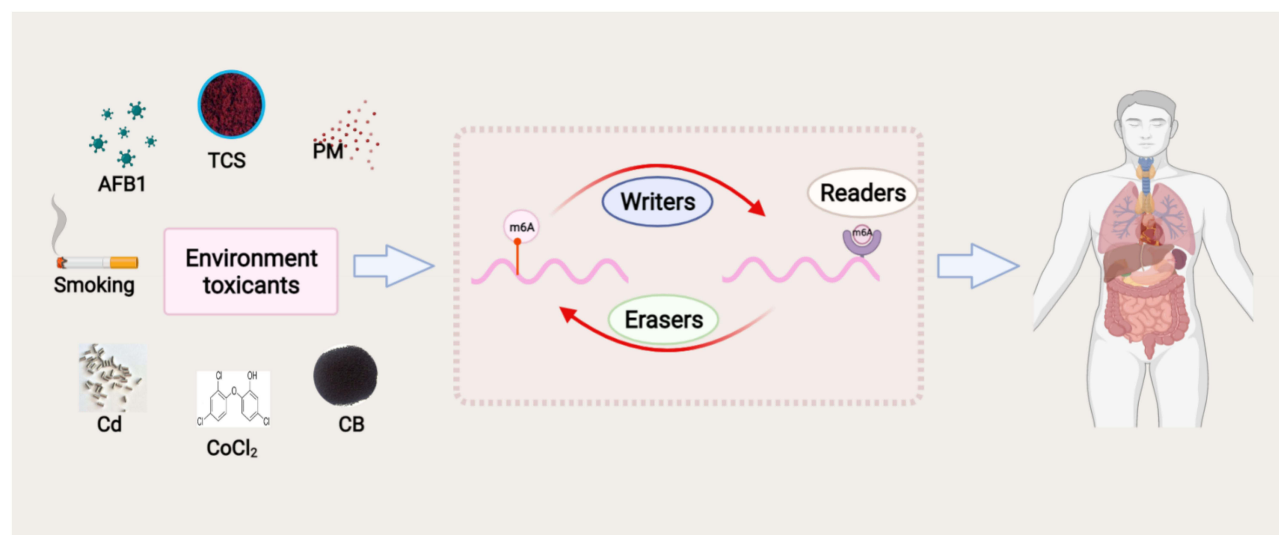 TCS
PM
AFB1
Smoking
Environment
toxicants
Cd
CoCl₂
CB
Cl
OH
O
Cl
Cl
m6A
Writers
Readers
m6A
Erasers